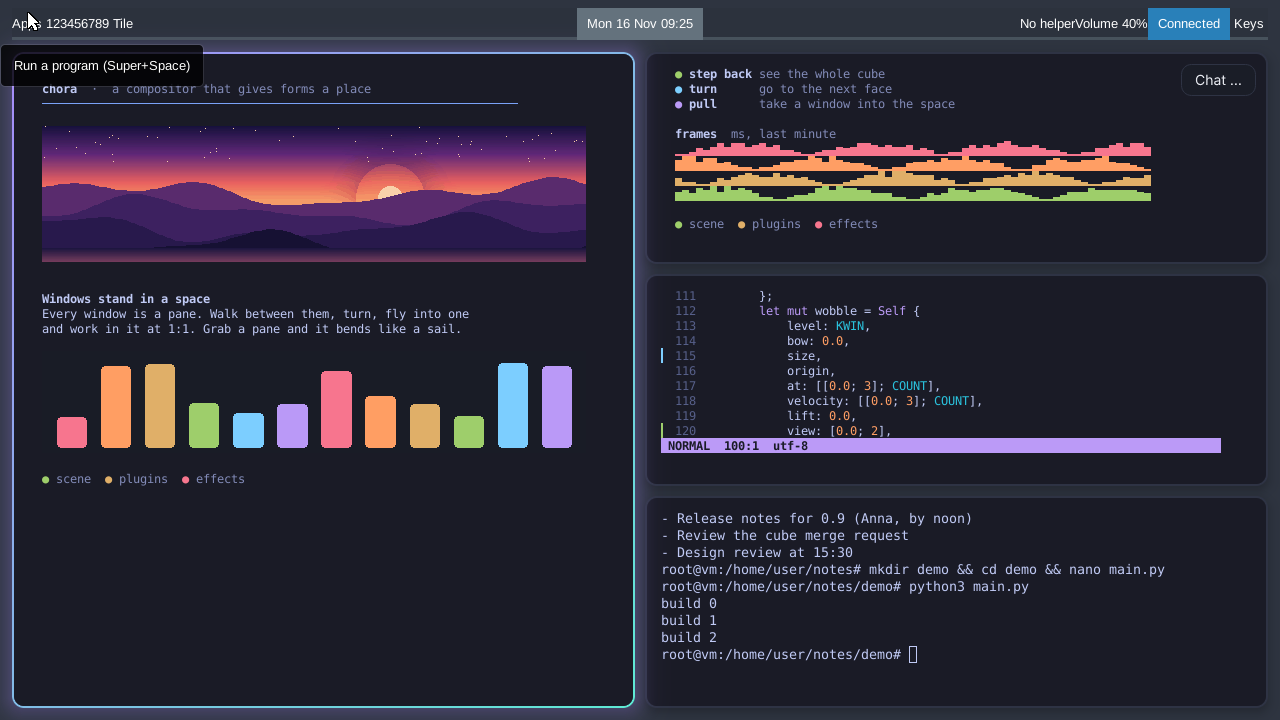 Apps 123456789 Tile
Mon 16 Nov 09:25
No helper Volume 40% Connected Keys
Run a program (Super+Space)
chora · a compositor that gives forms a place
Windows stand in a space
Every window is a pane. Walk between them, turn, fly into one
and work in it at 1:1. Grab a pane and it bends like a sail.
● scene ● plugins ● effects
● step back see the whole cube
● turn go to the next face
● pull take a window into the space
Chat ...
frames ms, last minute
● scene ● plugins ● effects
111 };
112 let mut wobble = Self {
113 level: KWIN,
114 bow: 0.0,
115 size,
116 origin,
117 at: [[0.0; 3]; COUNT],
118 velocity: [[0.0; 3]; COUNT],
119 lift: 0.0,
120 view: [0.0; 2],
NORMAL 100:1 utf-8
- Release notes for 0.9 (Anna, by noon)
- Review the cube merge request
- Design review at 15:30
root@vm:/home/user/notes# mkdir demo && cd demo && nano main.py
root@vm:/home/user/notes/demo# python3 main.py
build 0
build 1
build 2
root@vm:/home/user/notes/demo#